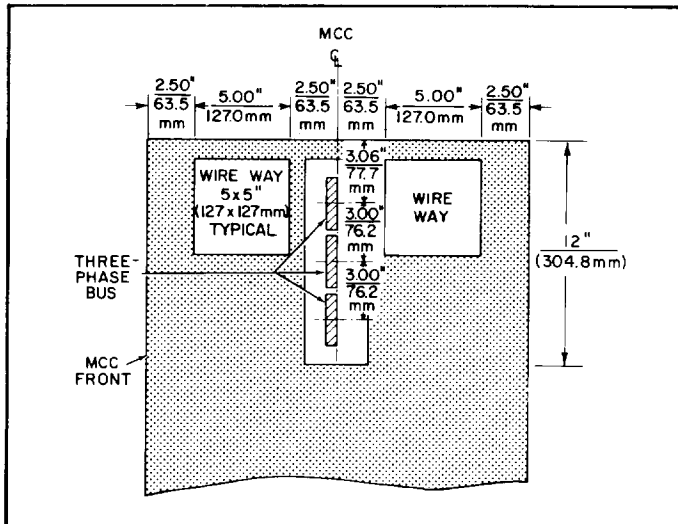 MCC
℄
2.50"
63.5
mm
5.00"
127.0mm
2.50"
63.5
mm
2.50"
63.5
mm
5.00"
127.0mm
2.50"
63.5
mm
WIRE WAY
5x5"
(127x127mm)
TYPICAL
3.06"
77.7
mm
WIRE
WAY
3.00"
76.2
mm
3.00"
76.2
mm
12"
(304.8mm)
THREE-
PHASE
BUS
MCC
FRONT